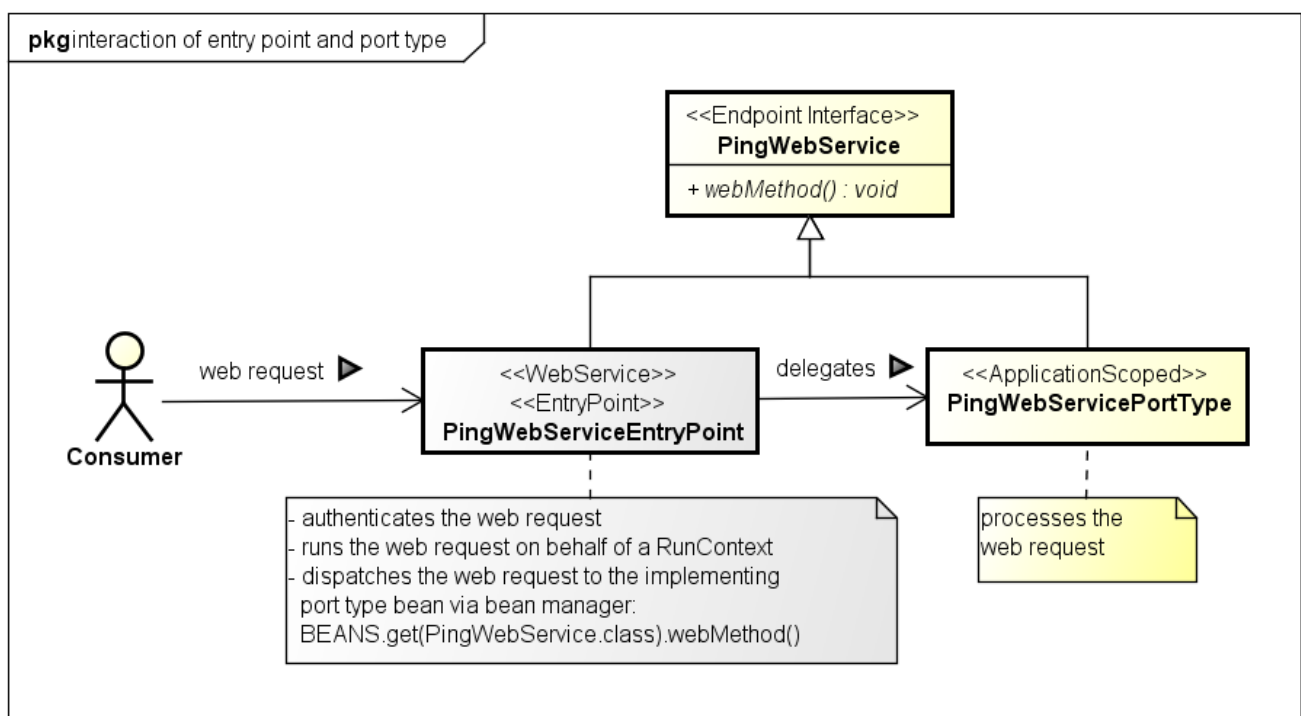 pkg interaction of entry point and port type
<<Endpoint Interface>>
PingWebService
+ webMethod() : void
web request
<<WebService>>
<<EntryPoint>>
PingWebServiceEntryPoint
delegates
<<ApplicationScoped>>
PingWebServicePortType
Consumer
- authenticates the web request
- runs the web request on behalf of a RunContext
- dispatches the web request to the implementing
port type bean via bean manager:
BEANS.get(PingWebService.class).webMethod()
processes the
web request